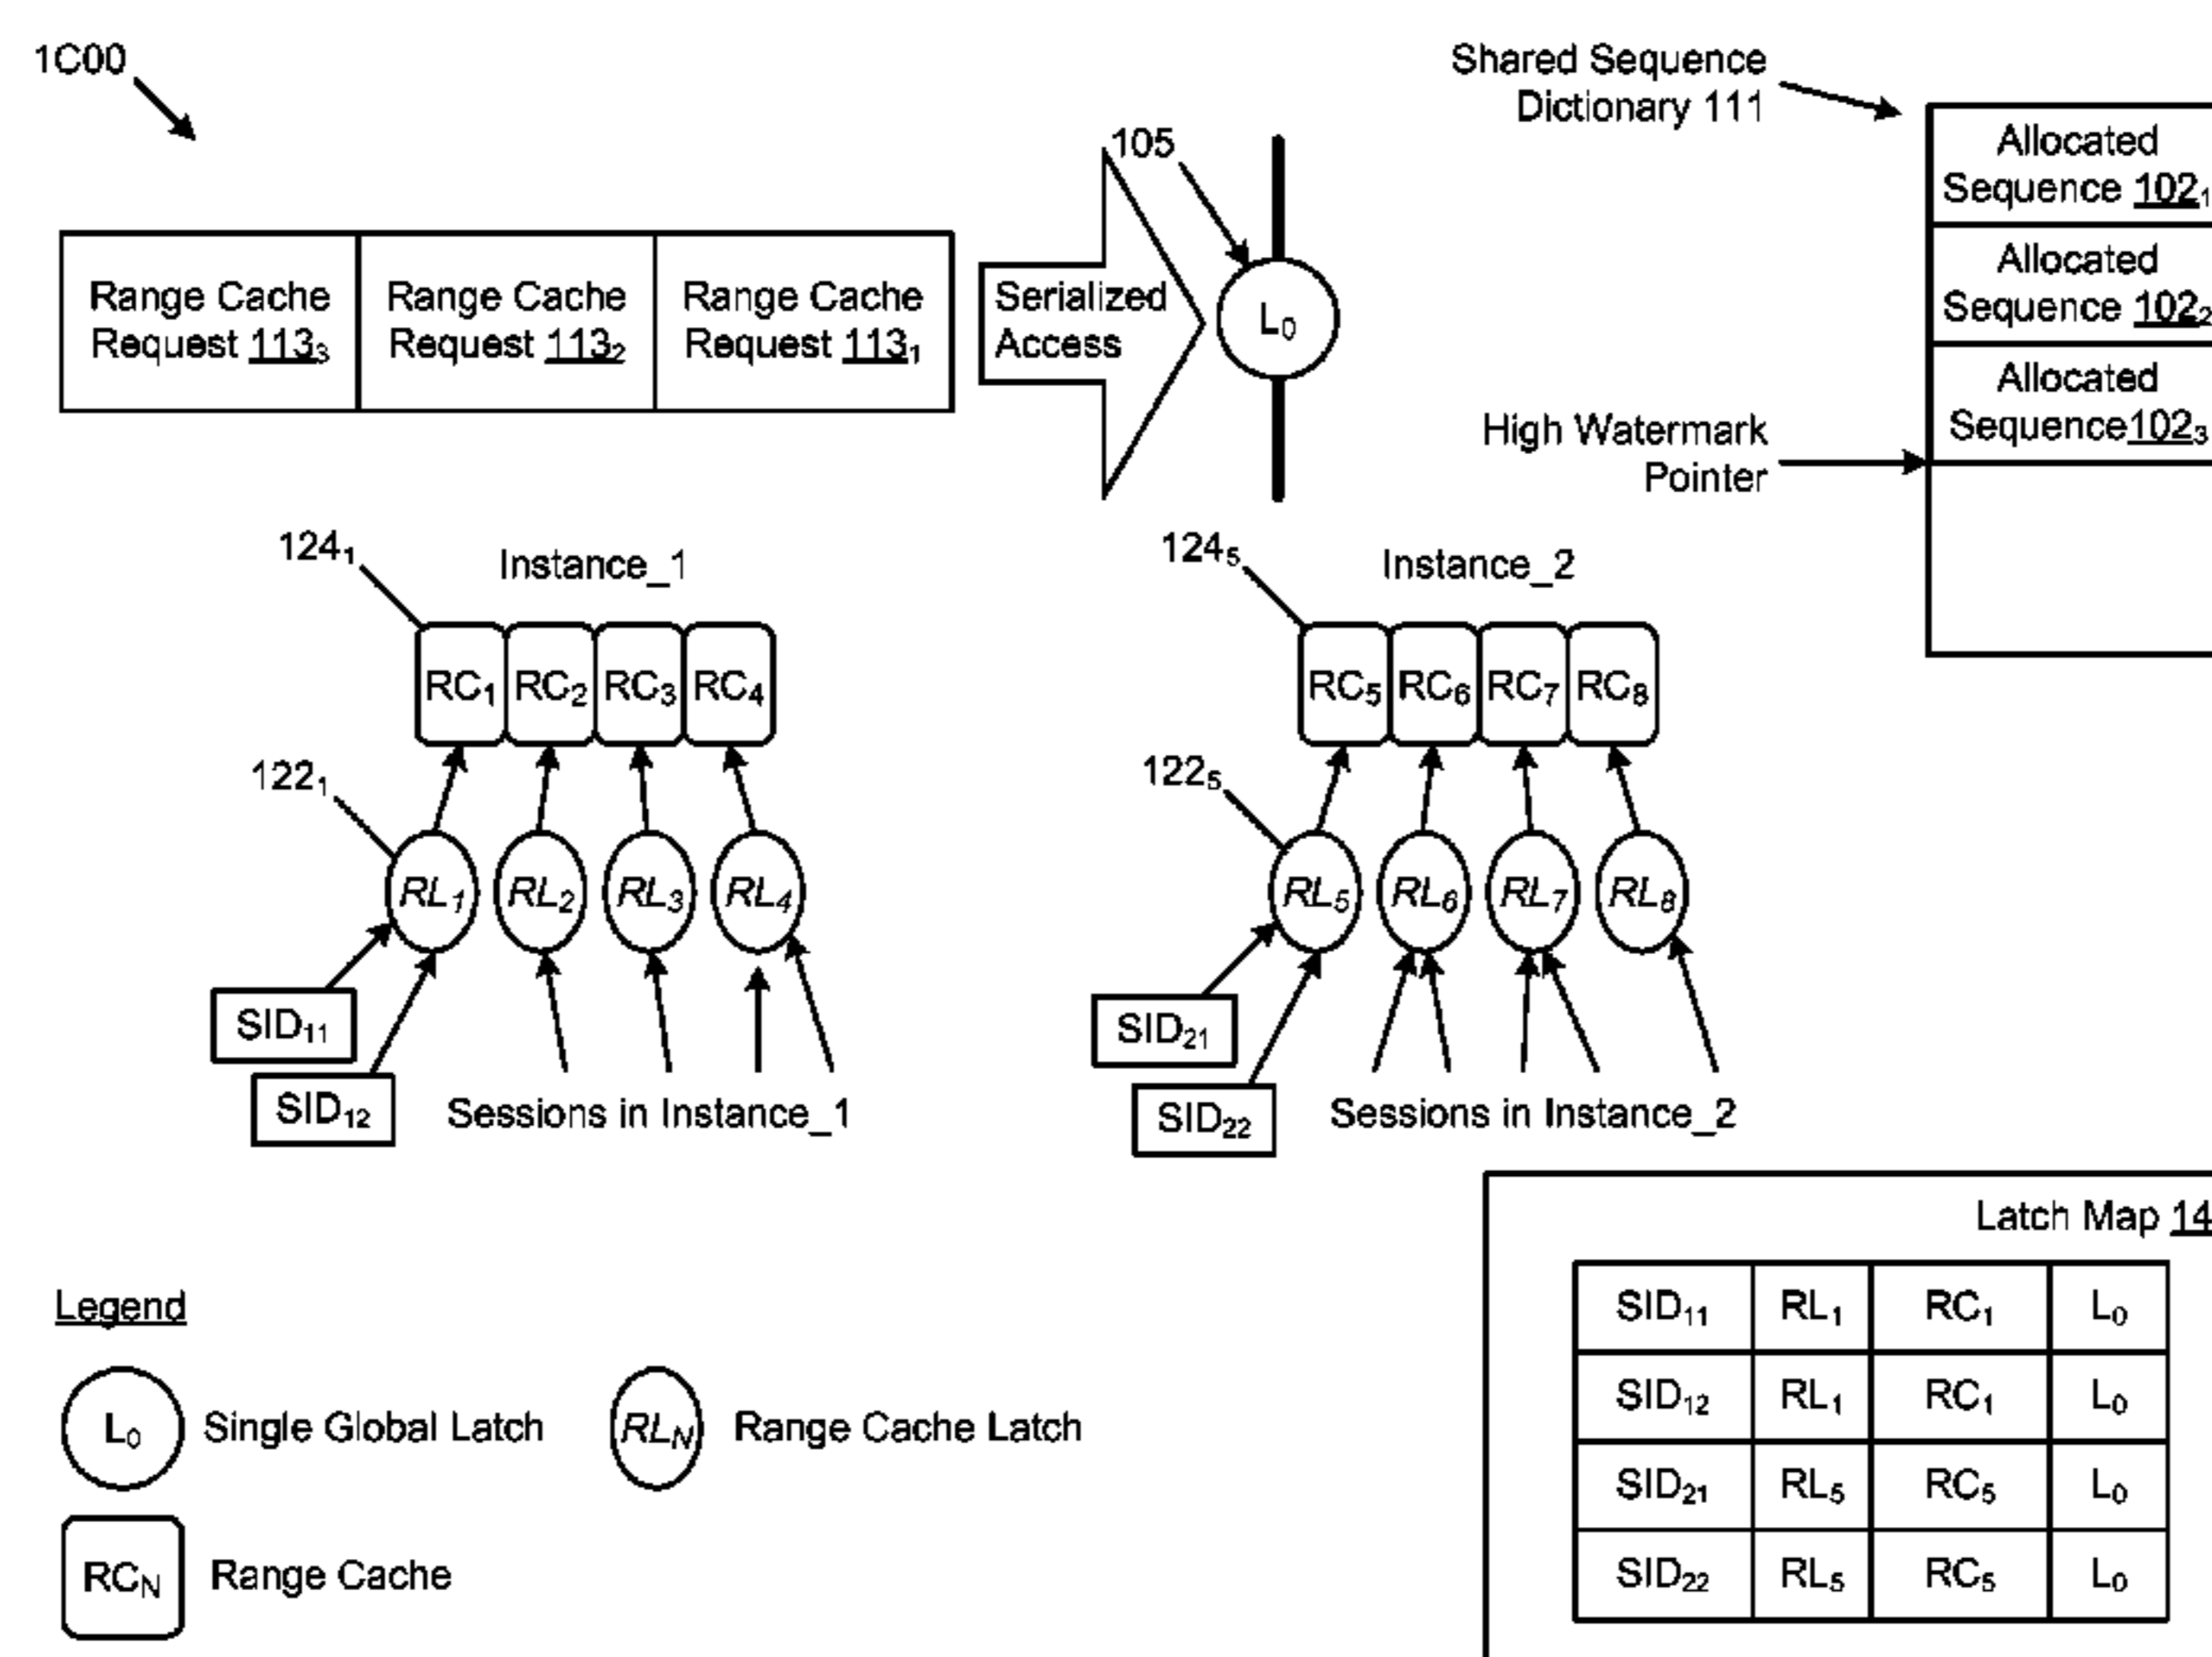 1C00
Shared Sequence
Dictionary 111
105
Allocated
Sequence 102₁
Allocated
Sequence 102₂
Allocated
Sequence102₃
Range Cache
Request 113₃
Range Cache
Request 113₂
Range Cache
Request 113₁
Serialized
Access
L₀
High Watermark
Pointer
124₁
Instance_1
RC₁ RC₂ RC₃ RC₄
122₁
RL₁ RL₂ RL₃ RL₄
SID₁₁
SID₁₂
Sessions in Instance_1
124₅
Instance_2
RC₅ RC₆ RC₇ RC₈
122₅
RL₅ RL₆ RL₇ RL₈
SID₂₁
SID₂₂
Sessions in Instance_2
Latch Map 14
SID₁₁ RL₁ RC₁ L₀
SID₁₂ RL₁ RC₁ L₀
SID₂₁ RL₅ RC₅ L₀
SID₂₂ RL₅ RC₅ L₀
Legend
L₀ Single Global Latch
RL_N Range Cache Latch
RC_N Range Cache